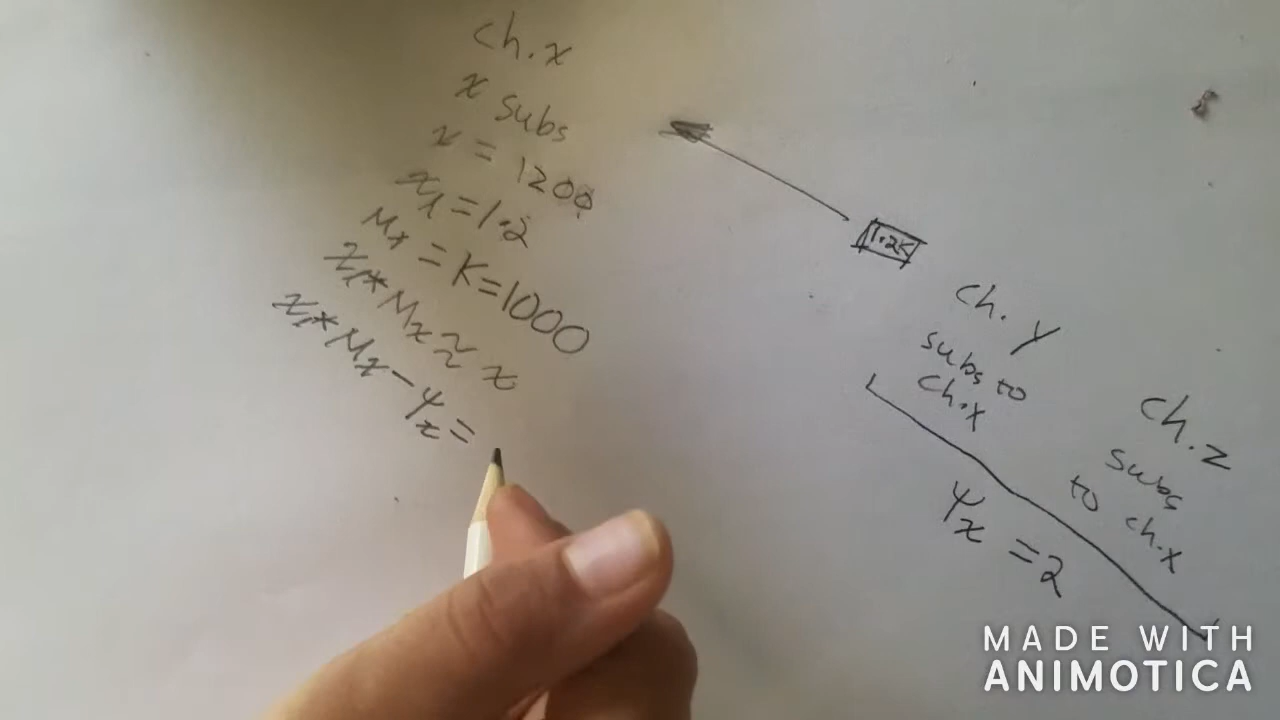 ch. x
x subs
x = 1200
x₁ = 1.2
Mx = K = 1000
x₁ * Mx ≈ x
x₁ * Mx - Ψx =
1.2K
ch. y
subs to
ch. x
ch. z
subs
to ch. x
Ψx = 2
MADE WITH
ANIMOTICA